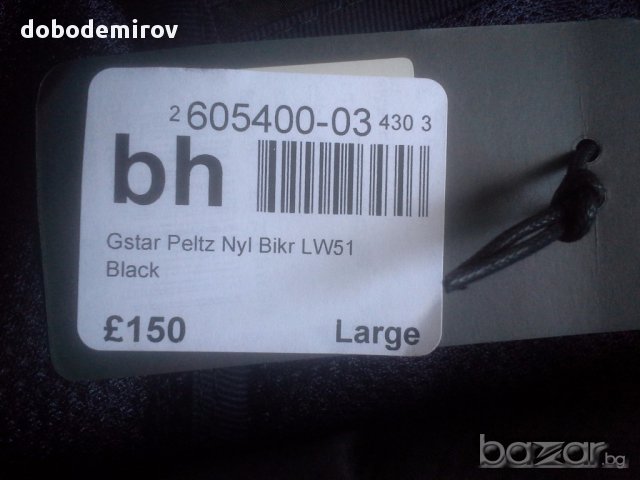 dobodemirov
2 605400-03 430 3
bh
Gstar Peltz Nyl Bikr LW51
Black
£150 Large
bazar.bg